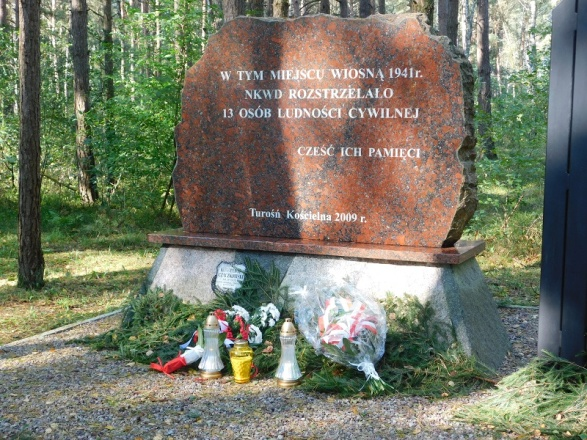 W TYM MIEJSCU WIOSNĄ 1941r.
NKWD ROZSTRZELAŁO
13 OSÓB LUDNOŚCI CYWILNEJ
CZEŚĆ ICH PAMIĘCI
Turośń Kościelna 2009 r.